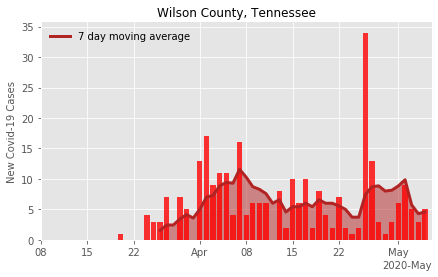 Wilson County, Tennessee
7 day moving average
New Covid-19 Cases
35
30
25
20
15
10
5
0
08 15 22 Apr 08 15 22 May
2020-May